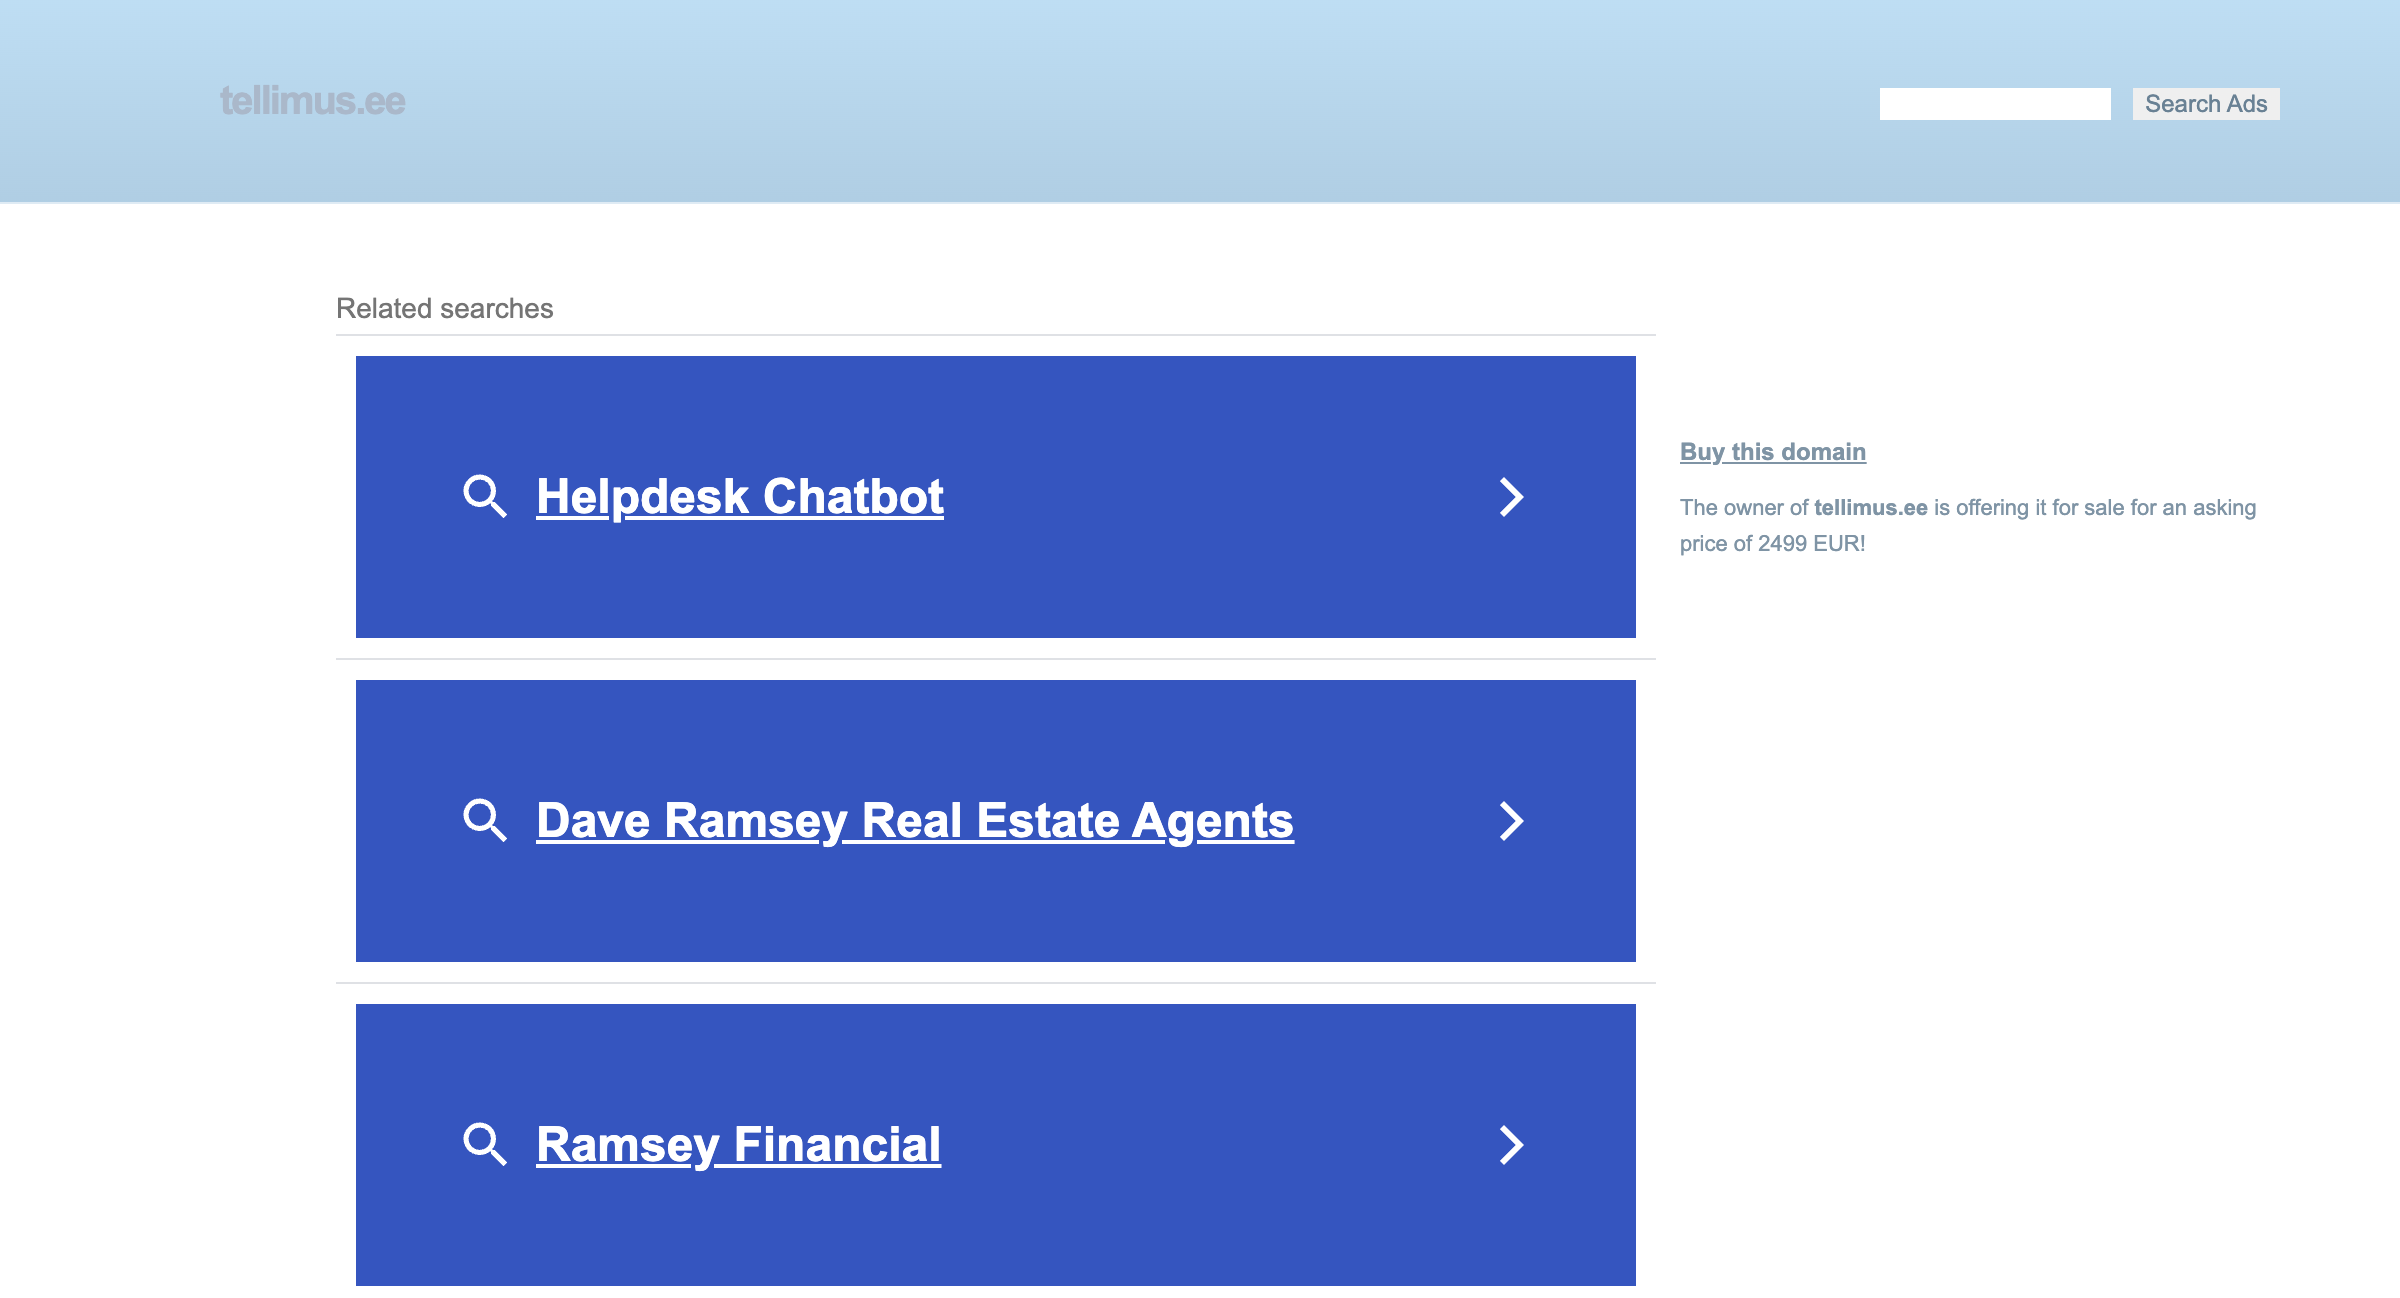 tellimus.ee
Search Ads
Related searches
Helpdesk Chatbot
Buy this domain
The owner of tellimus.ee is offering it for sale for an asking
price of 2499 EUR!
Dave Ramsey Real Estate Agents
Ramsey Financial